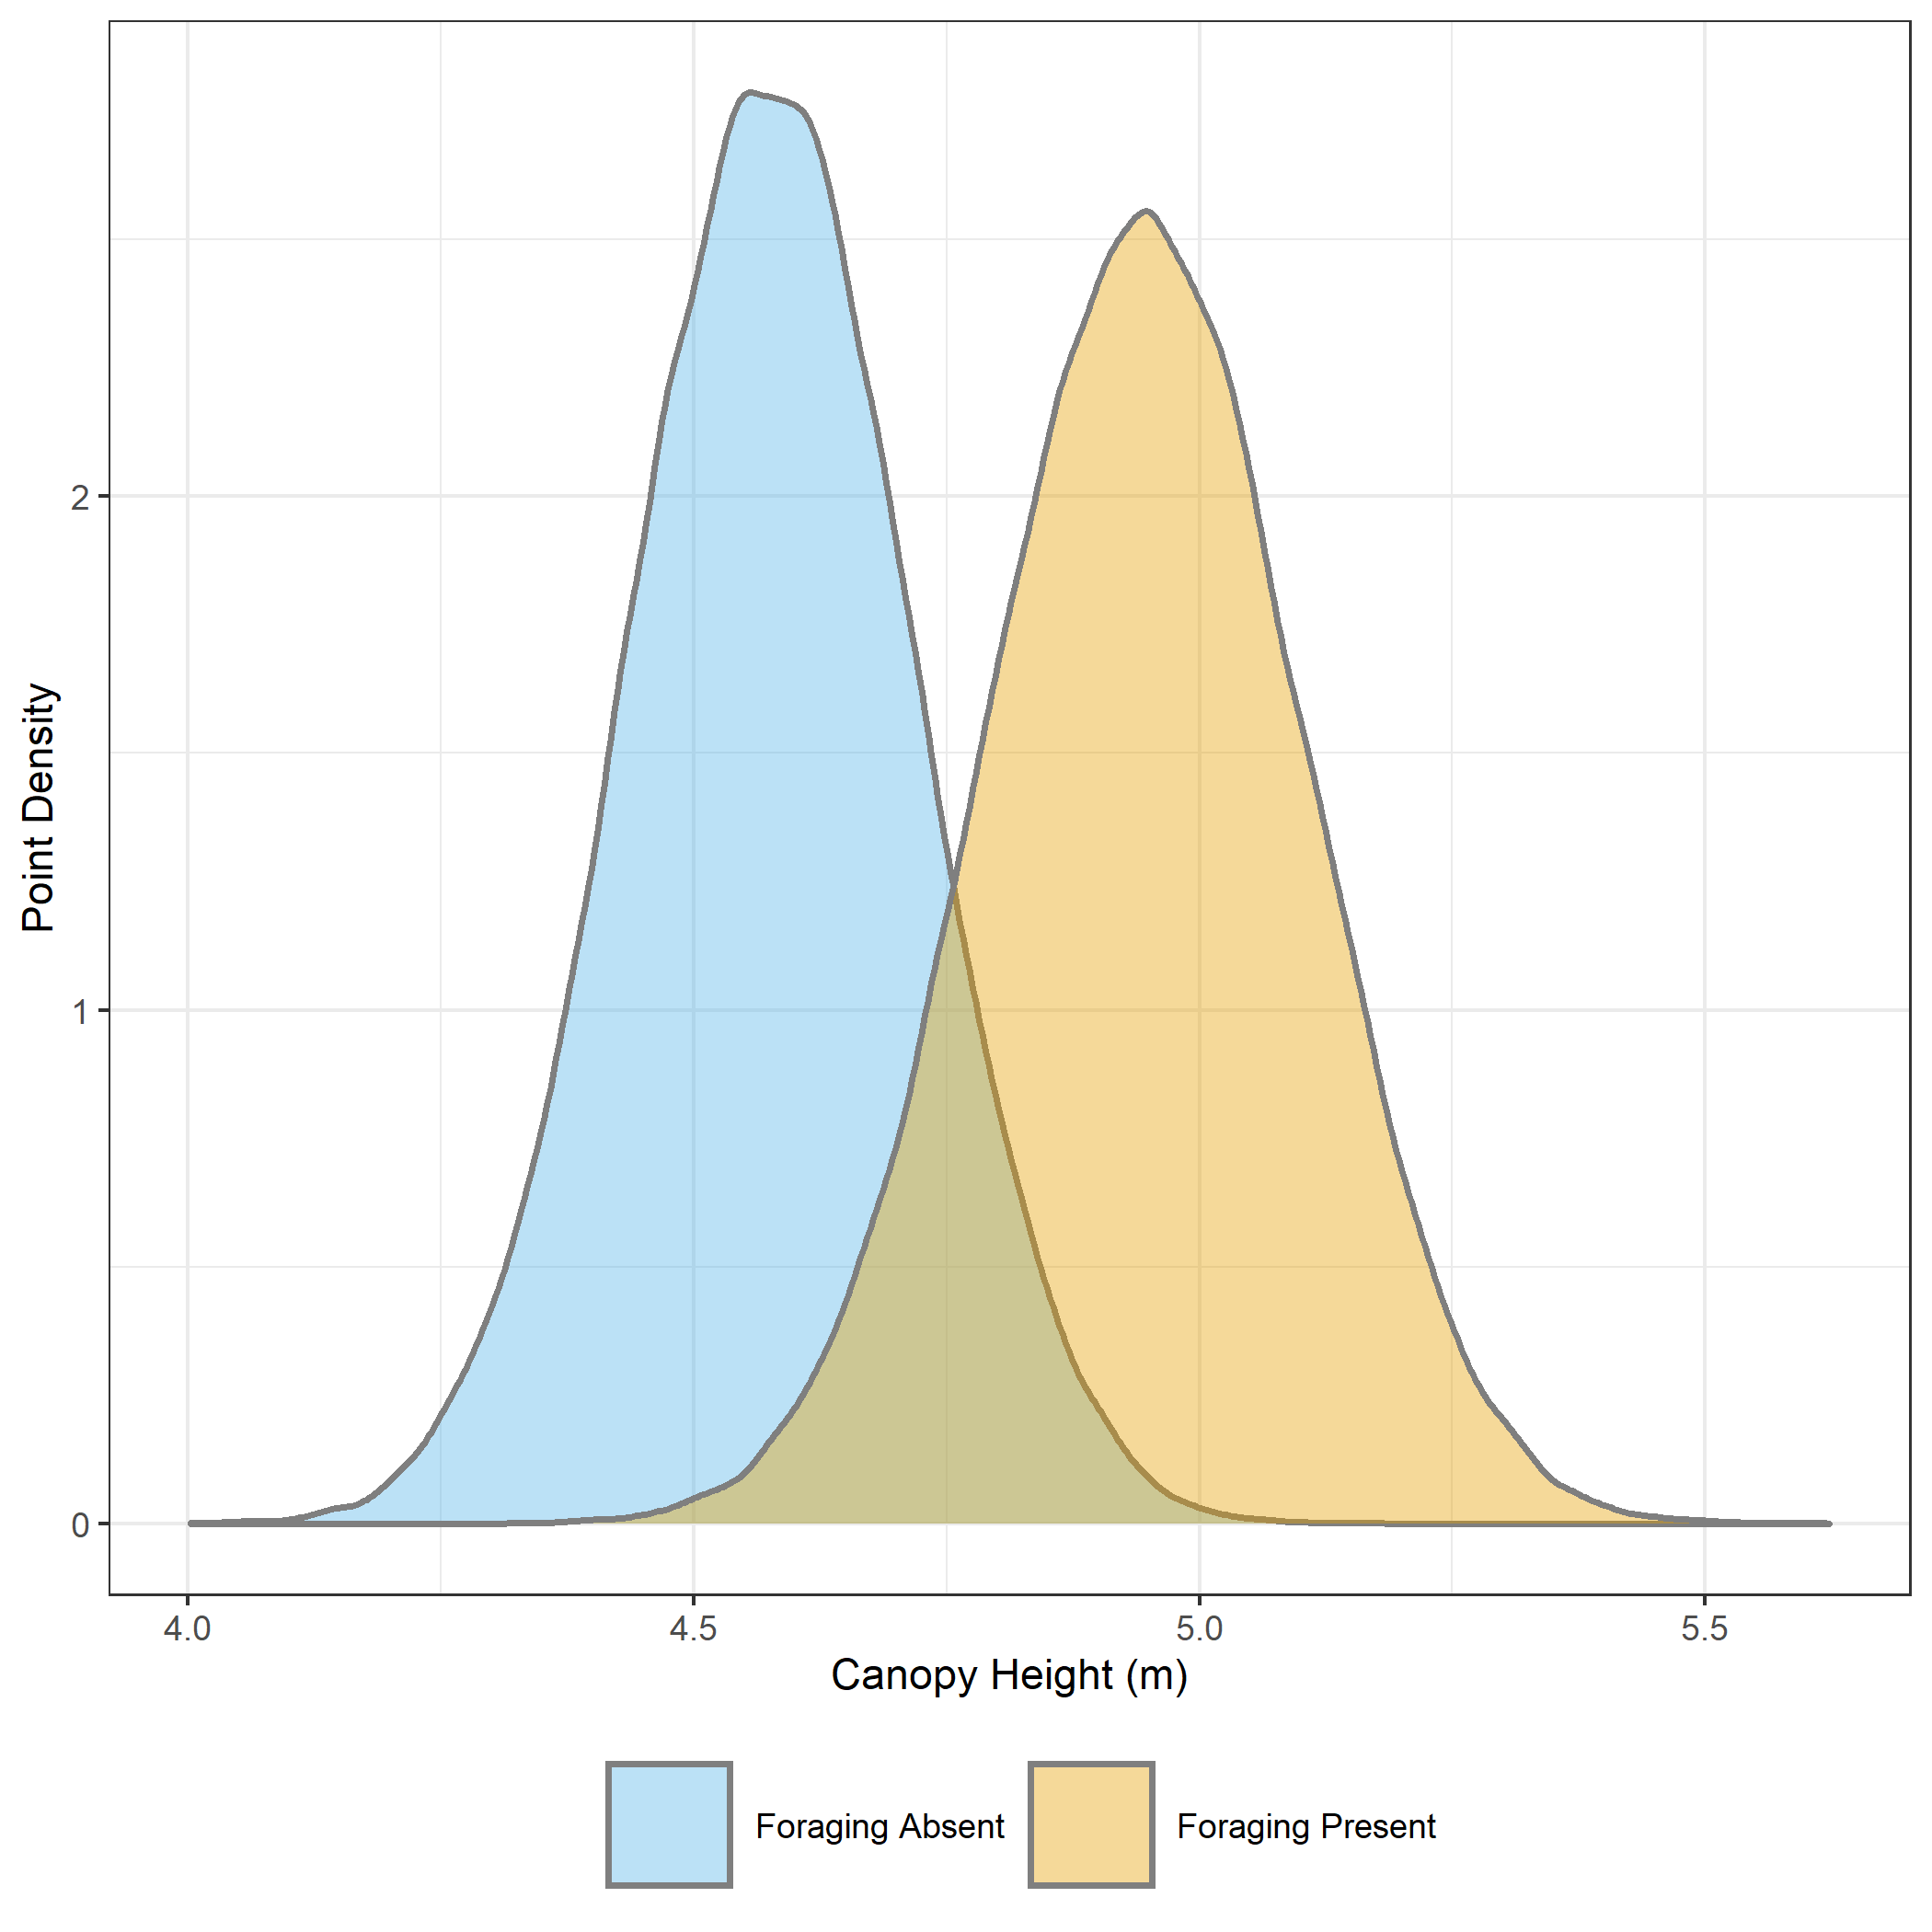 Point Density
2
1
0
4.0 4.5 5.0 5.5
Canopy Height (m)
Foraging Absent Foraging Present